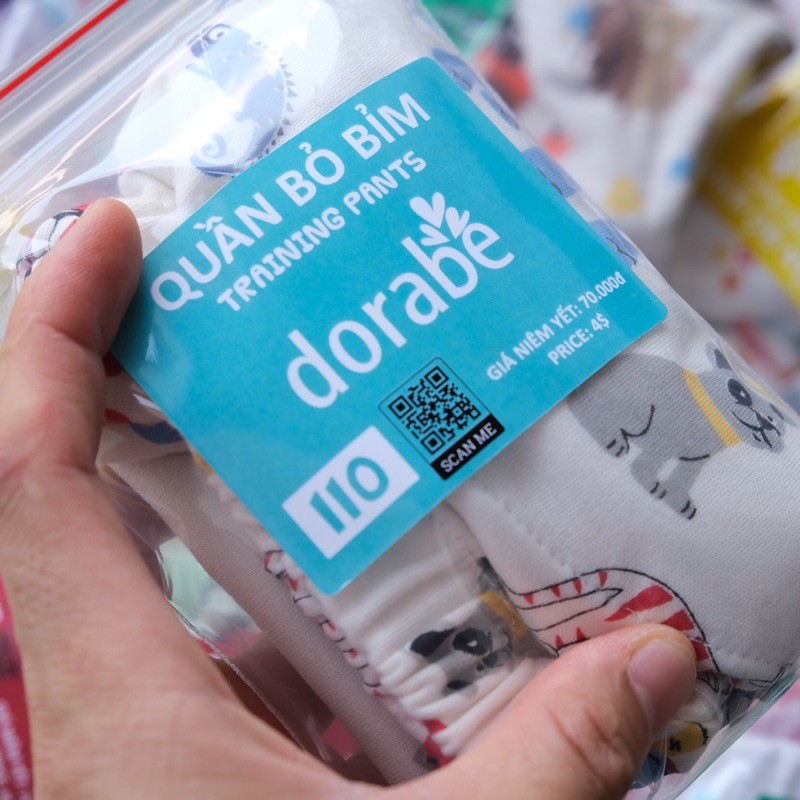 QUẦN BỎ BỈM
TRAINING PANTS
dorabe
GIÁ NIÊM YẾT: 70.000đ
PRICE: 4$
SCAN ME
110